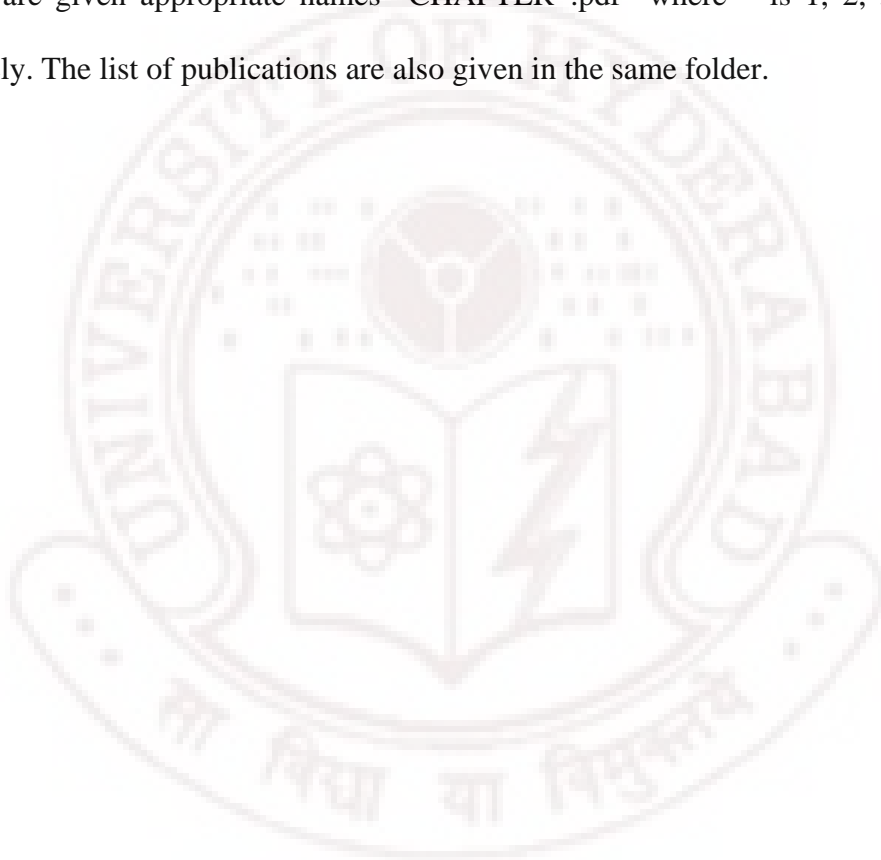 are given appropriate names "CHAPTER*.pdf" where * is 1, 2,
ly. The list of publications are also given in the same folder.
UNIVERSITY OF HYDERABAD
सा विद्या या विमुक्तये